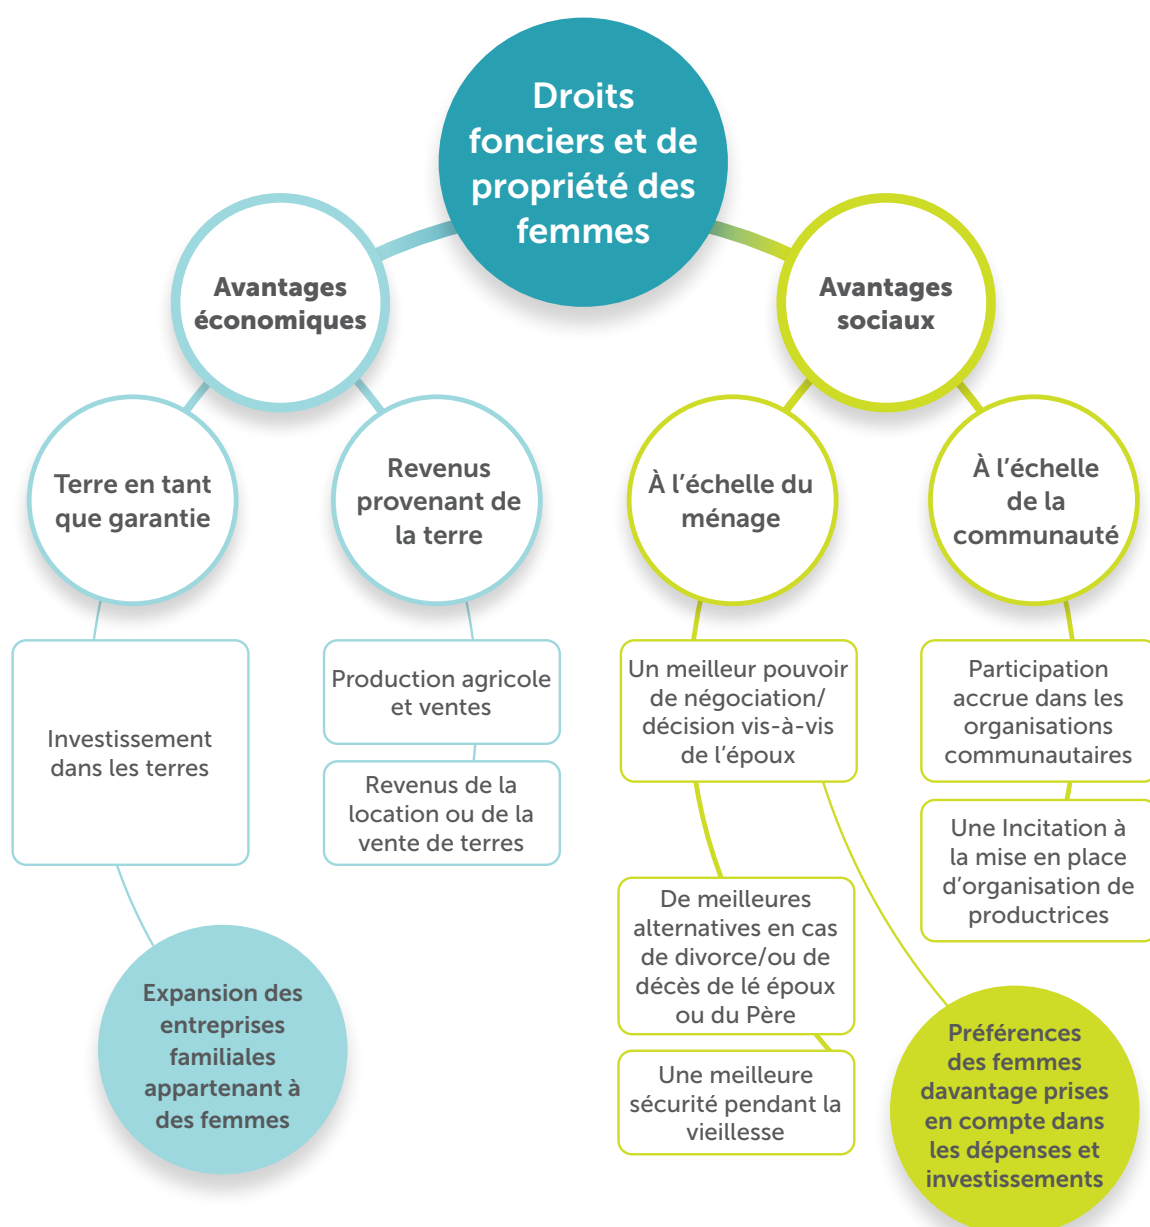 Droits
fonciers et de
propriété des
femmes
Avantages
économiques
Avantages
sociaux
Terre en tant
que garantie
Revenus
provenant de
la terre
À l’échelle du
ménage
À l’échelle
de la
communauté
Investissement
dans les terres
Production agricole
et ventes
Revenus de la
location ou de la
vente de terres
Un meilleur pouvoir
de négociation/
décision vis-à-vis
de l’époux
Participation
accrue dans les
organisations
communautaires
Une Incitation à
la mise en place
d’organisation de
productrices
De meilleures
alternatives en cas
de divorce/ou de
décès de lé époux
ou du Père
Une meilleure
sécurité pendant la
vieillesse
Expansion des
entreprises
familiales
appartenant à
des femmes
Préférences
des femmes
davantage prises
en compte dans
les dépenses et
investissements